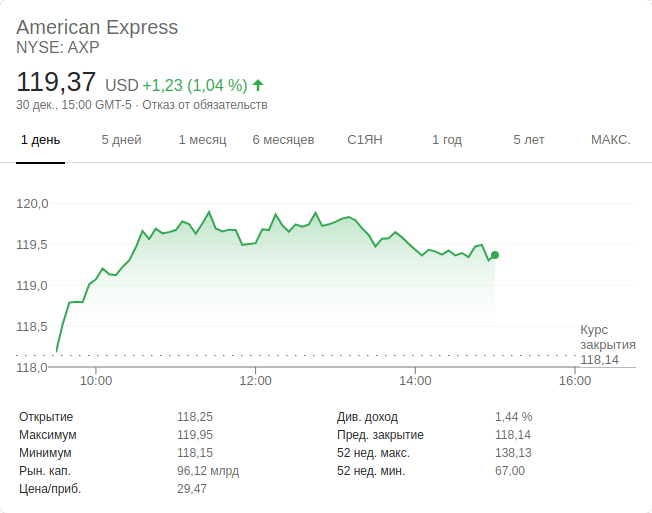 American Express
NYSE: AXP
119,37 USD +1,23 (1,04 %)
30 дек., 15:00 GMT-5 · Отказ от обязательств
1 день 5 дней 1 месяц 6 месяцев С1ЯН 1 год 5 лет МАКС.
120,0
119,5
119,0
118,5
118,0
Курс
закрытия
118,14
10:00 12:00 14:00 16:00
Открытие 118,25 Див. доход 1,44 %
Максимум 119,95 Пред. закрытие 118,14
Минимум 118,15 52 нед. макс. 138,13
Рын. кап. 96,12 млрд 52 нед. мин. 67,00
Цена/приб. 29,47